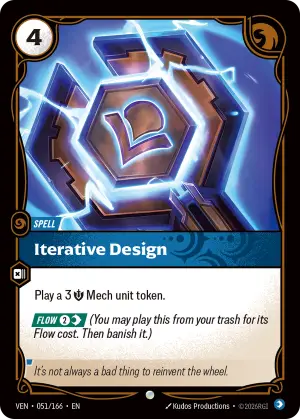 4
SPELL
Iterative Design
Play a 3 Mech unit token.
FLOW 2 (You may play this from your trash for its
Flow cost. Then banish it.)
It's not always a bad thing to reinvent the wheel.
VEN • 051/166 • EN
Kudos Productions • ©2026RGI